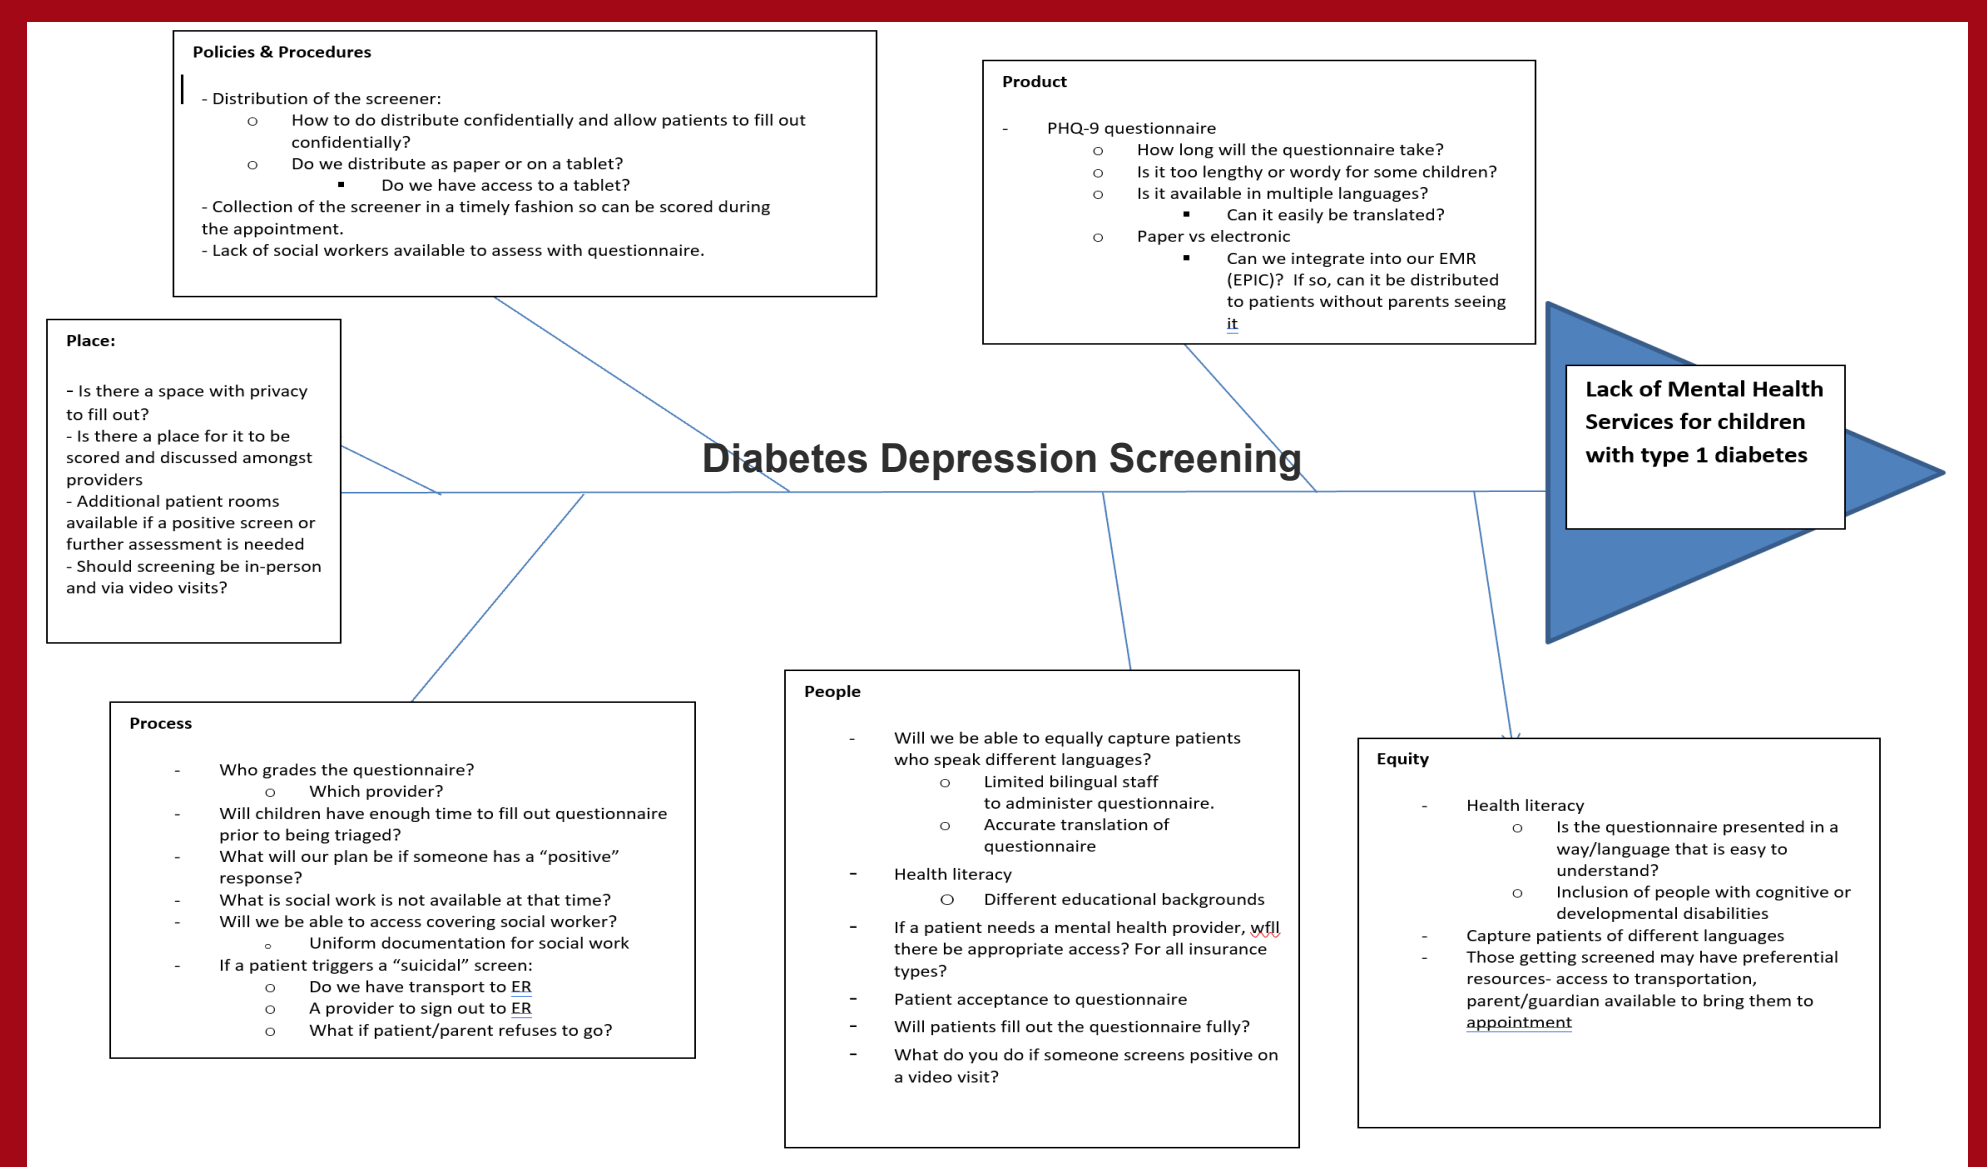 Policies & Procedures
- Distribution of the screener:
o How to do distribute confidentially and allow patients to fill out
confidentially?
o Do we distribute as paper or on a tablet?
▪ Do we have access to a tablet?
- Collection of the screener in a timely fashion so can be scored during
the appointment.
- Lack of social workers available to assess with questionnaire.
Product
- PHQ-9 questionnaire
o How long will the questionnaire take?
o Is it too lengthy or wordy for some children?
o Is it available in multiple languages?
▪ Can it easily be translated?
o Paper vs electronic
▪ Can we integrate into our EMR
(EPIC)? If so, can it be distributed
to patients without parents seeing
it
Place:
- Is there a space with privacy
to fill out?
- Is there a place for it to be
scored and discussed amongst
providers
- Additional patient rooms
available if a positive screen or
further assessment is needed
- Should screening be in-person
and via video visits?
Diabetes Depression Screening
Lack of Mental Health
Services for children
with type 1 diabetes
Process
- Who grades the questionnaire?
o Which provider?
- Will children have enough time to fill out questionnaire
prior to being triaged?
- What will our plan be if someone has a “positive”
response?
- What is social work is not available at that time?
- Will we be able to access covering social worker?
o Uniform documentation for social work
- If a patient triggers a “suicidal” screen:
o Do we have transport to ER
o A provider to sign out to ER
o What if patient/parent refuses to go?
People
- Will we be able to equally capture patients
who speak different languages?
o Limited bilingual staff
to administer questionnaire.
o Accurate translation of
questionnaire
- Health literacy
o Different educational backgrounds
- If a patient needs a mental health provider, wfll
there be appropriate access? For all insurance
types?
- Patient acceptance to questionnaire
- Will patients fill out the questionnaire fully?
- What do you do if someone screens positive on
a video visit?
Equity
- Health literacy
o Is the questionnaire presented in a
way/language that is easy to
understand?
o Inclusion of people with cognitive or
developmental disabilities
- Capture patients of different languages
- Those getting screened may have preferential
resources- access to transportation,
parent/guardian available to bring them to
appointment